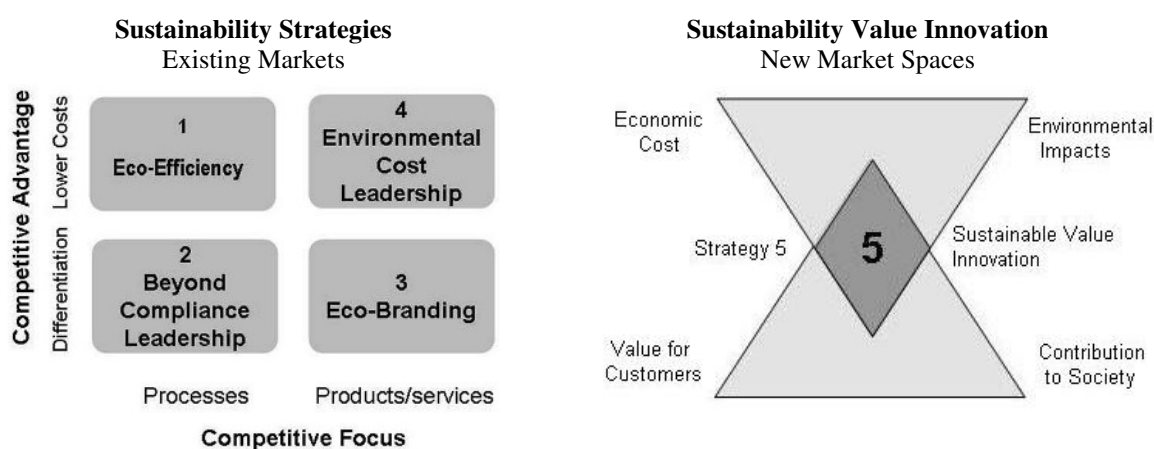 Sustainability Strategies
Existing Markets
Competitive Advantage
Lower Costs
Differentiation
1
Eco-Efficiency
4
Environmental
Cost
Leadership
2
Beyond
Compliance
Leadership
3
Eco-Branding
Processes
Products/services
Competitive Focus
Sustainability Value Innovation
New Market Spaces
Economic
Cost
Environmental
Impacts
Strategy 5
5
Sustainable Value
Innovation
Value for
Customers
Contribution
to Society